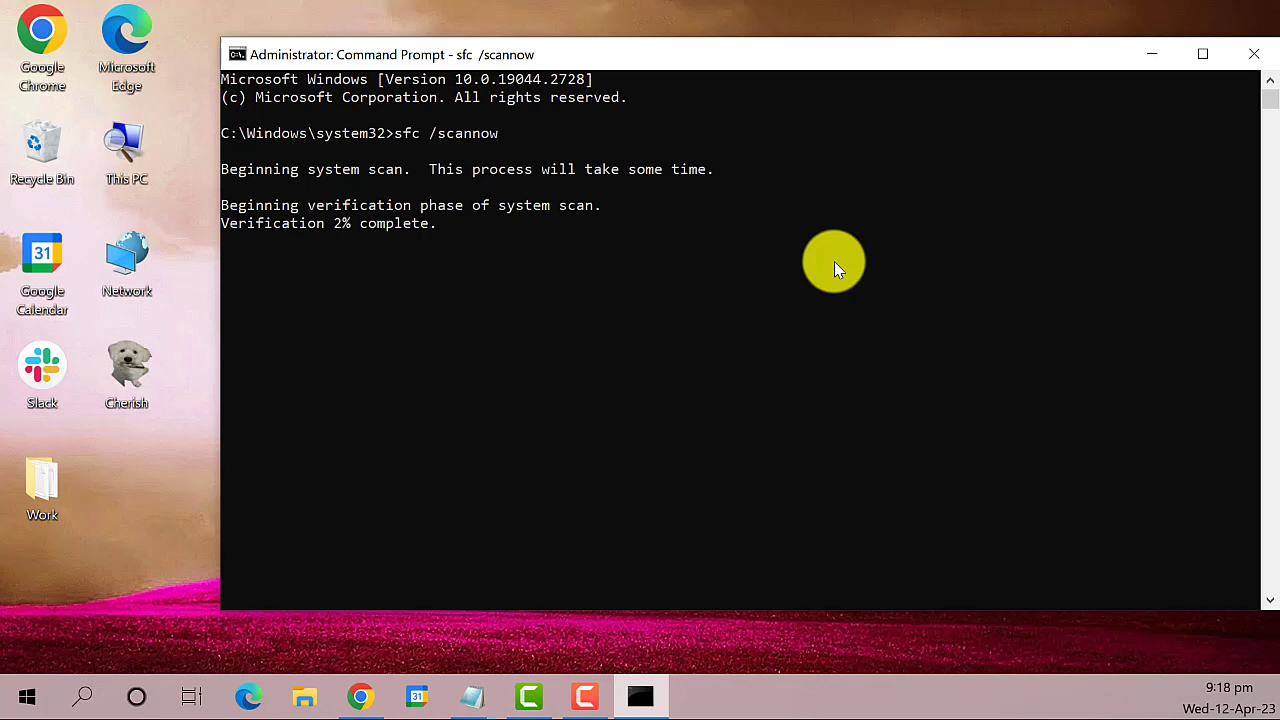 Google
Chrome
Microsoft
Edge
Recycle Bin
This PC
31
Google
Calendar
Network
Slack
Cherish
Work
C:\.
Administrator: Command Prompt - sfc  /scannow
Microsoft Windows [Version 10.0.19044.2728]
(c) Microsoft Corporation. All rights reserved.
C:\Windows\system32>sfc /scannow
Beginning system scan.  This process will take some time.
Beginning verification phase of system scan.
Verification 2% complete.
31
9:18 pm
Wed-12-Apr-23